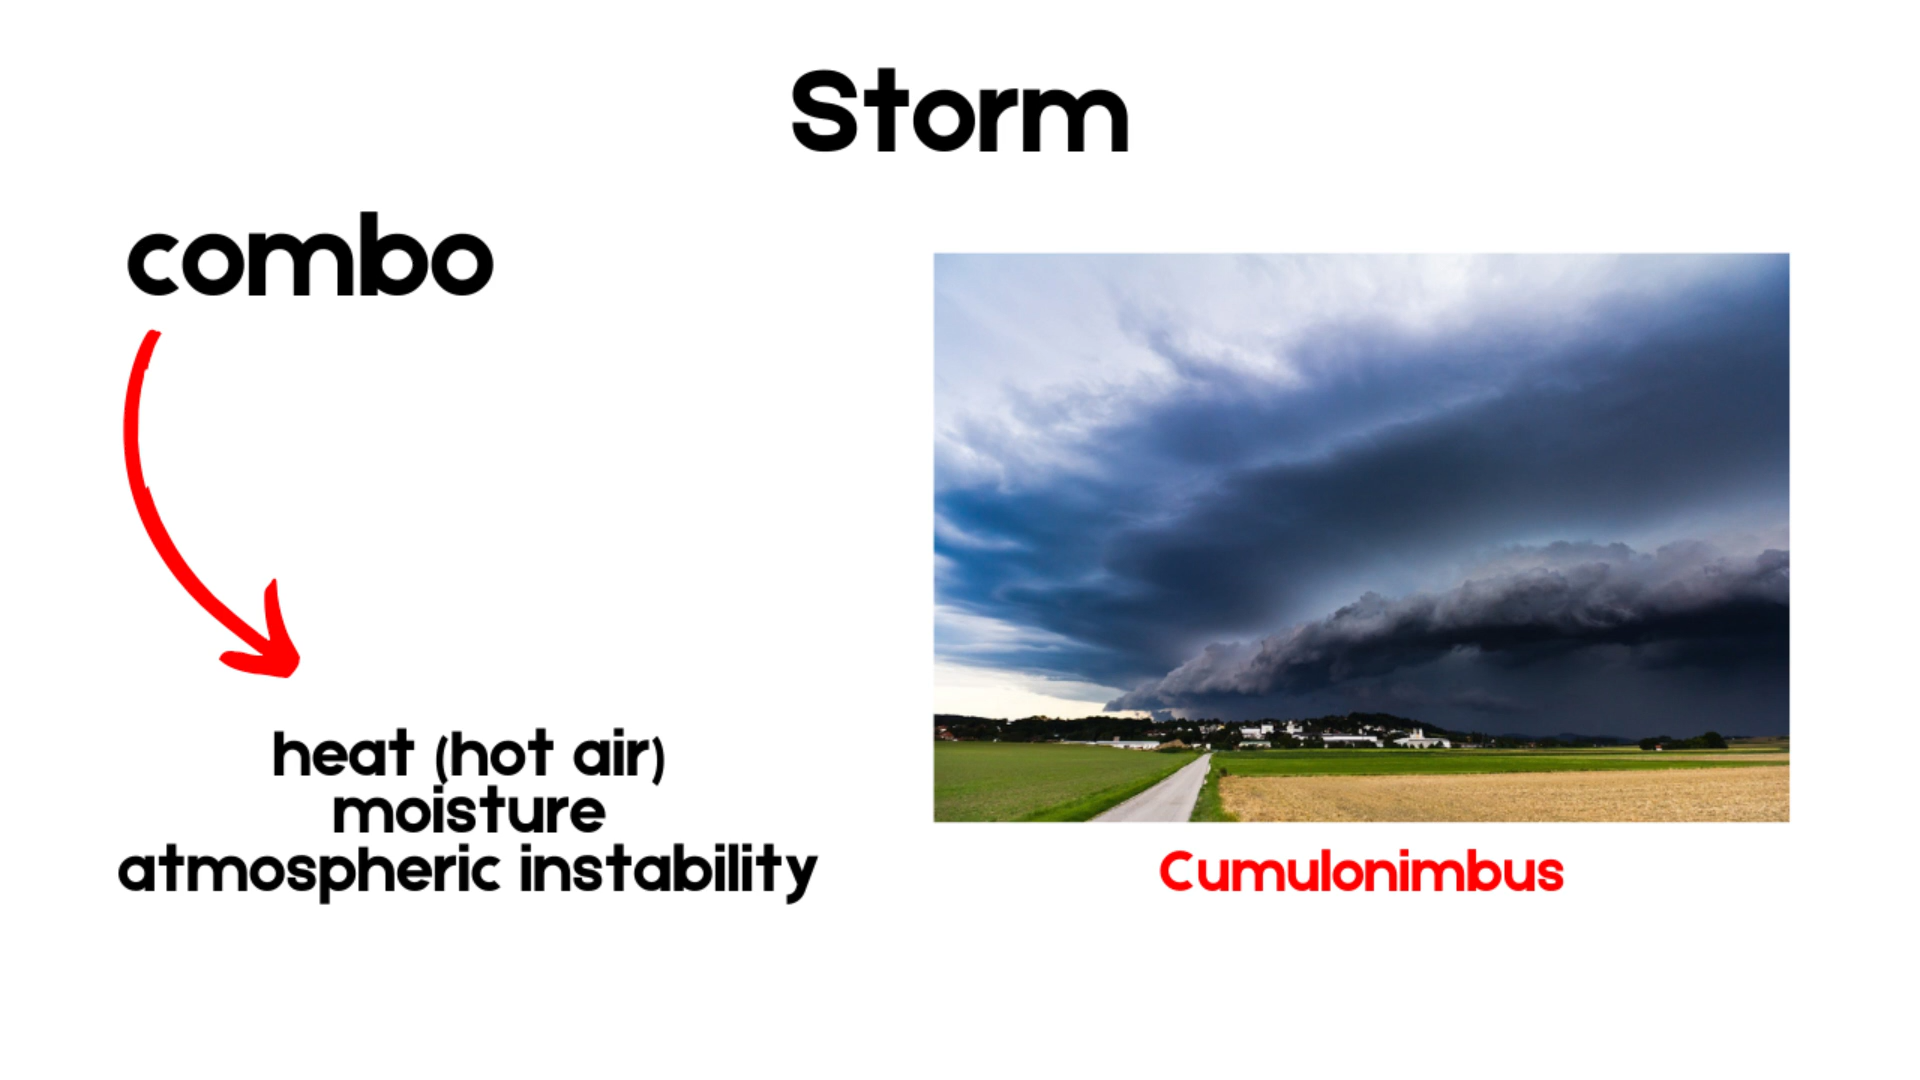 Storm
combo
heat (hot air)
moisture
atmospheric instability
Cumulonimbus